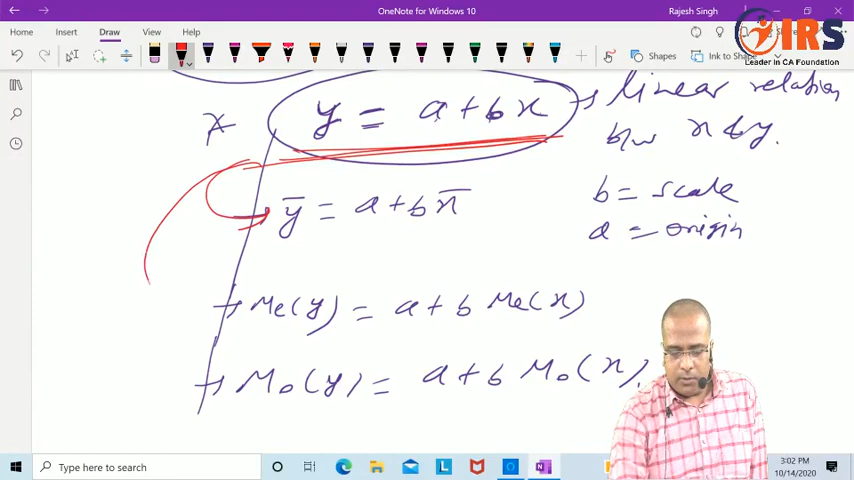 OneNote for Windows 10
Rajesh Singh
Home Insert Draw View Help
Shapes
Ink to
IRS
Leader in CA Foundation
* y = a + bx → linear relation
b/w x & y.
ȳ = a + b x̄
b = scale
a = origin
→ Me(y) = a + b Me(x)
→ Mo(y) = a + b Mo(x).
Type here to search
3:02 PM
10/14/2020